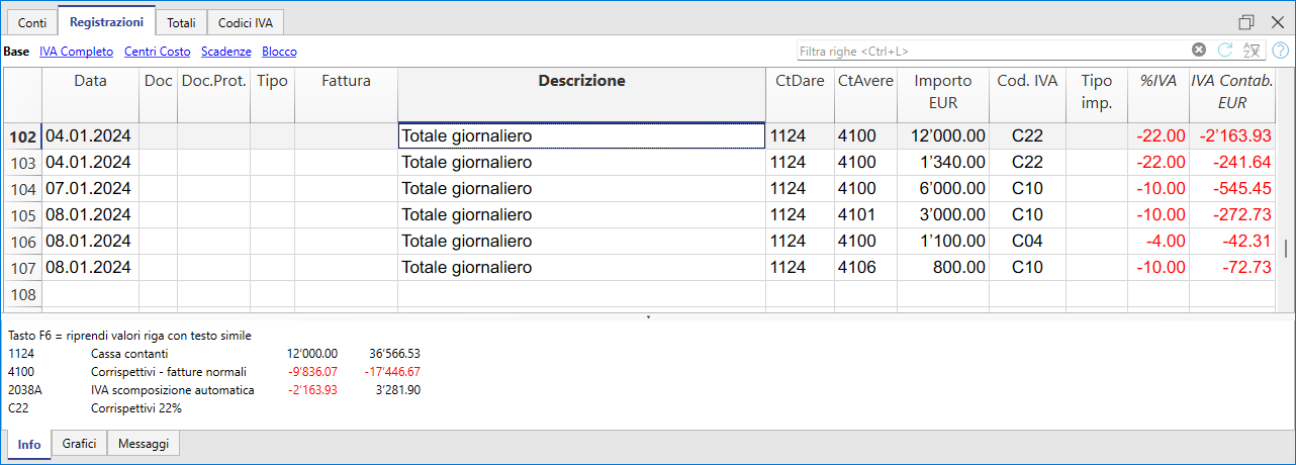 Conti Registrazioni Totali Codici IVA
Base IVA Completo Centri Costo Scadenze Blocco Filtra righe <Ctrl+L>
Data Doc Doc.Prot. Tipo Fattura Descrizione CtDare CtAvere Importo EUR Cod. IVA Tipo imp. %IVA IVA Contab. EUR
102 04.01.2024 Totale giornaliero 1124 4100 12’000.00 C22 -22.00 -2’163.93
103 04.01.2024 Totale giornaliero 1124 4100 1’340.00 C22 -22.00 -241.64
104 07.01.2024 Totale giornaliero 1124 4100 6’000.00 C10 -10.00 -545.45
105 08.01.2024 Totale giornaliero 1124 4101 3’000.00 C10 -10.00 -272.73
106 08.01.2024 Totale giornaliero 1124 4100 1’100.00 C04 -4.00 -42.31
107 08.01.2024 Totale giornaliero 1124 4106 800.00 C10 -10.00 -72.73
108
Tasto F6 = riprendi valori riga con testo simile
1124 Cassa contanti 12’000.00 36’566.53
4100 Corrispettivi - fatture normali -9’836.07 -17’446.67
2038A IVA scomposizione automatica -2’163.93 3’281.90
C22 Corrispettivi 22%
Info Grafici Messaggi